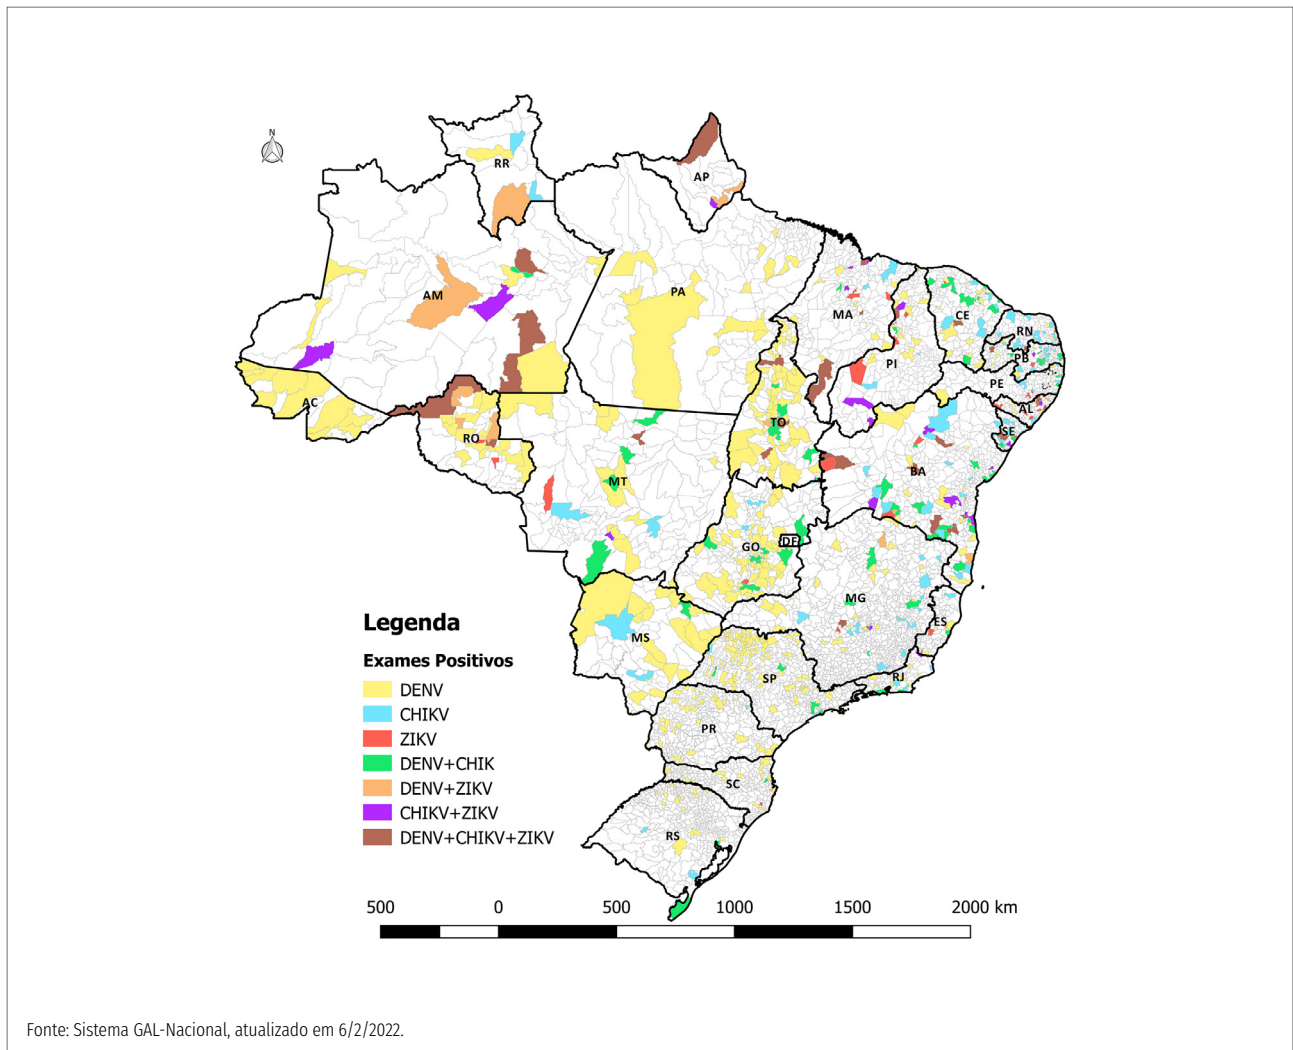 N
RR
AP
AM
PA
MA
CE
RN
PB
PI
PE
AL
SE
AC
RO
TO
BA
MT
GO
DF
MG
ES
MS
SP
RJ
PR
SC
RS
Legenda
Exames Positivos
DENV
CHIKV
ZIKV
DENV+CHIK
DENV+ZIKV
CHIKV+ZIKV
DENV+CHIKV+ZIKV
500 0 500 1000 1500 2000 km
Fonte: Sistema GAL-Nacional, atualizado em 6/2/2022.